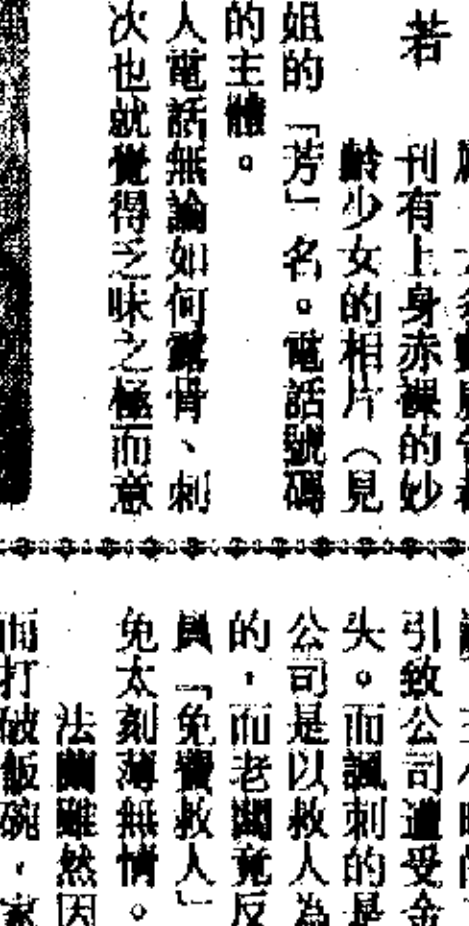 若
刊有上身赤裸的妙
齡少女的相片（見
姐的「芳」名。電話號碼
的主體。
人電話無論如何露骨、刺
次也就覺得乏味之極而意
引致公司遭受金
头。而諷刺的是
公司是以救人為
的，而老闆竟反
「免費救人」
免太刻薄無情。
法蘭雖然因
而打破飯碗，家